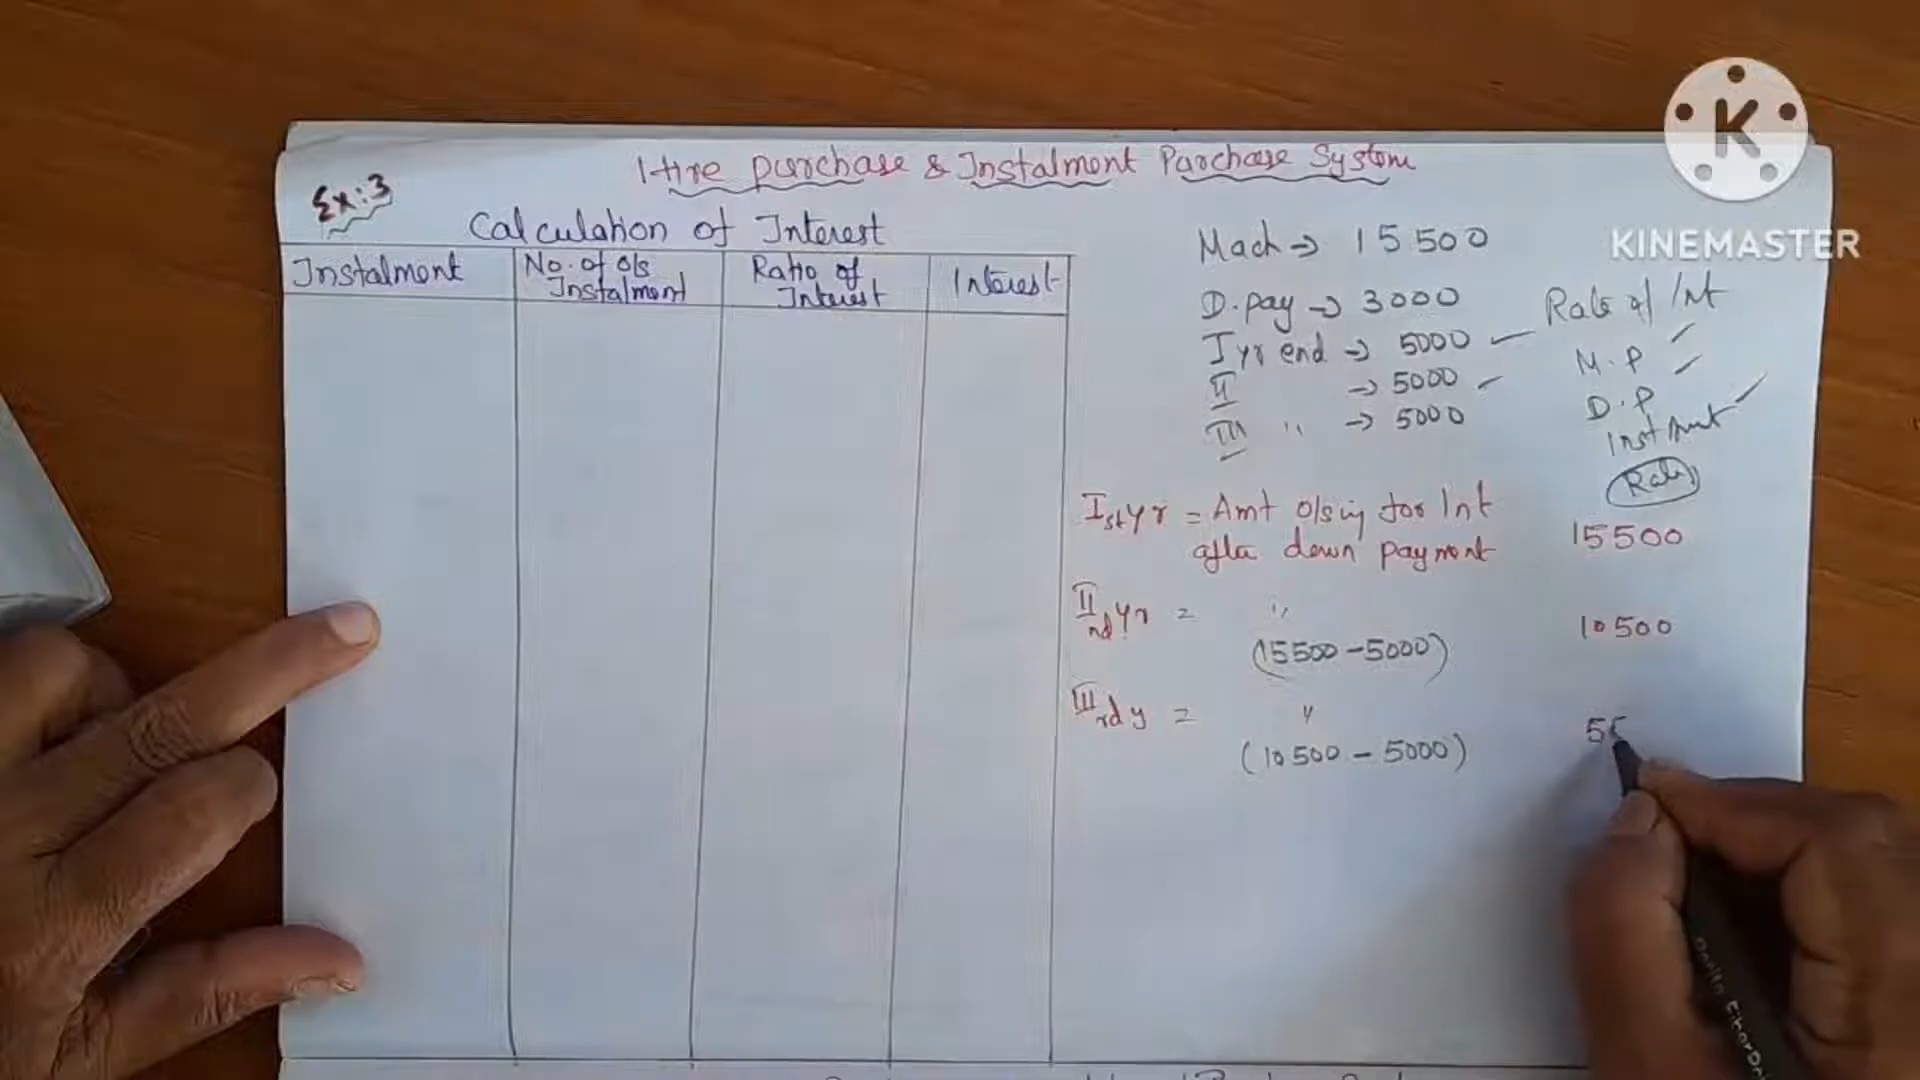 Hire purchase & Instalment Purchase System
Ex:3
Calculation of Interest
Instalment
No. of o/s Instalment
Ratio of Interest
Interest
Mach → 15500
D. pay → 3000
I yr end → 5000
II → 5000
III " → 5000
Rate of Int
M.P
D.P
Rate
Ist yr = Amt o/s ing for Int
after down payment
15500
IInd yr = "
10500
(15500 - 5000)
IIIrd y = "
55
(10500 - 5000)
K
KINEMASTER